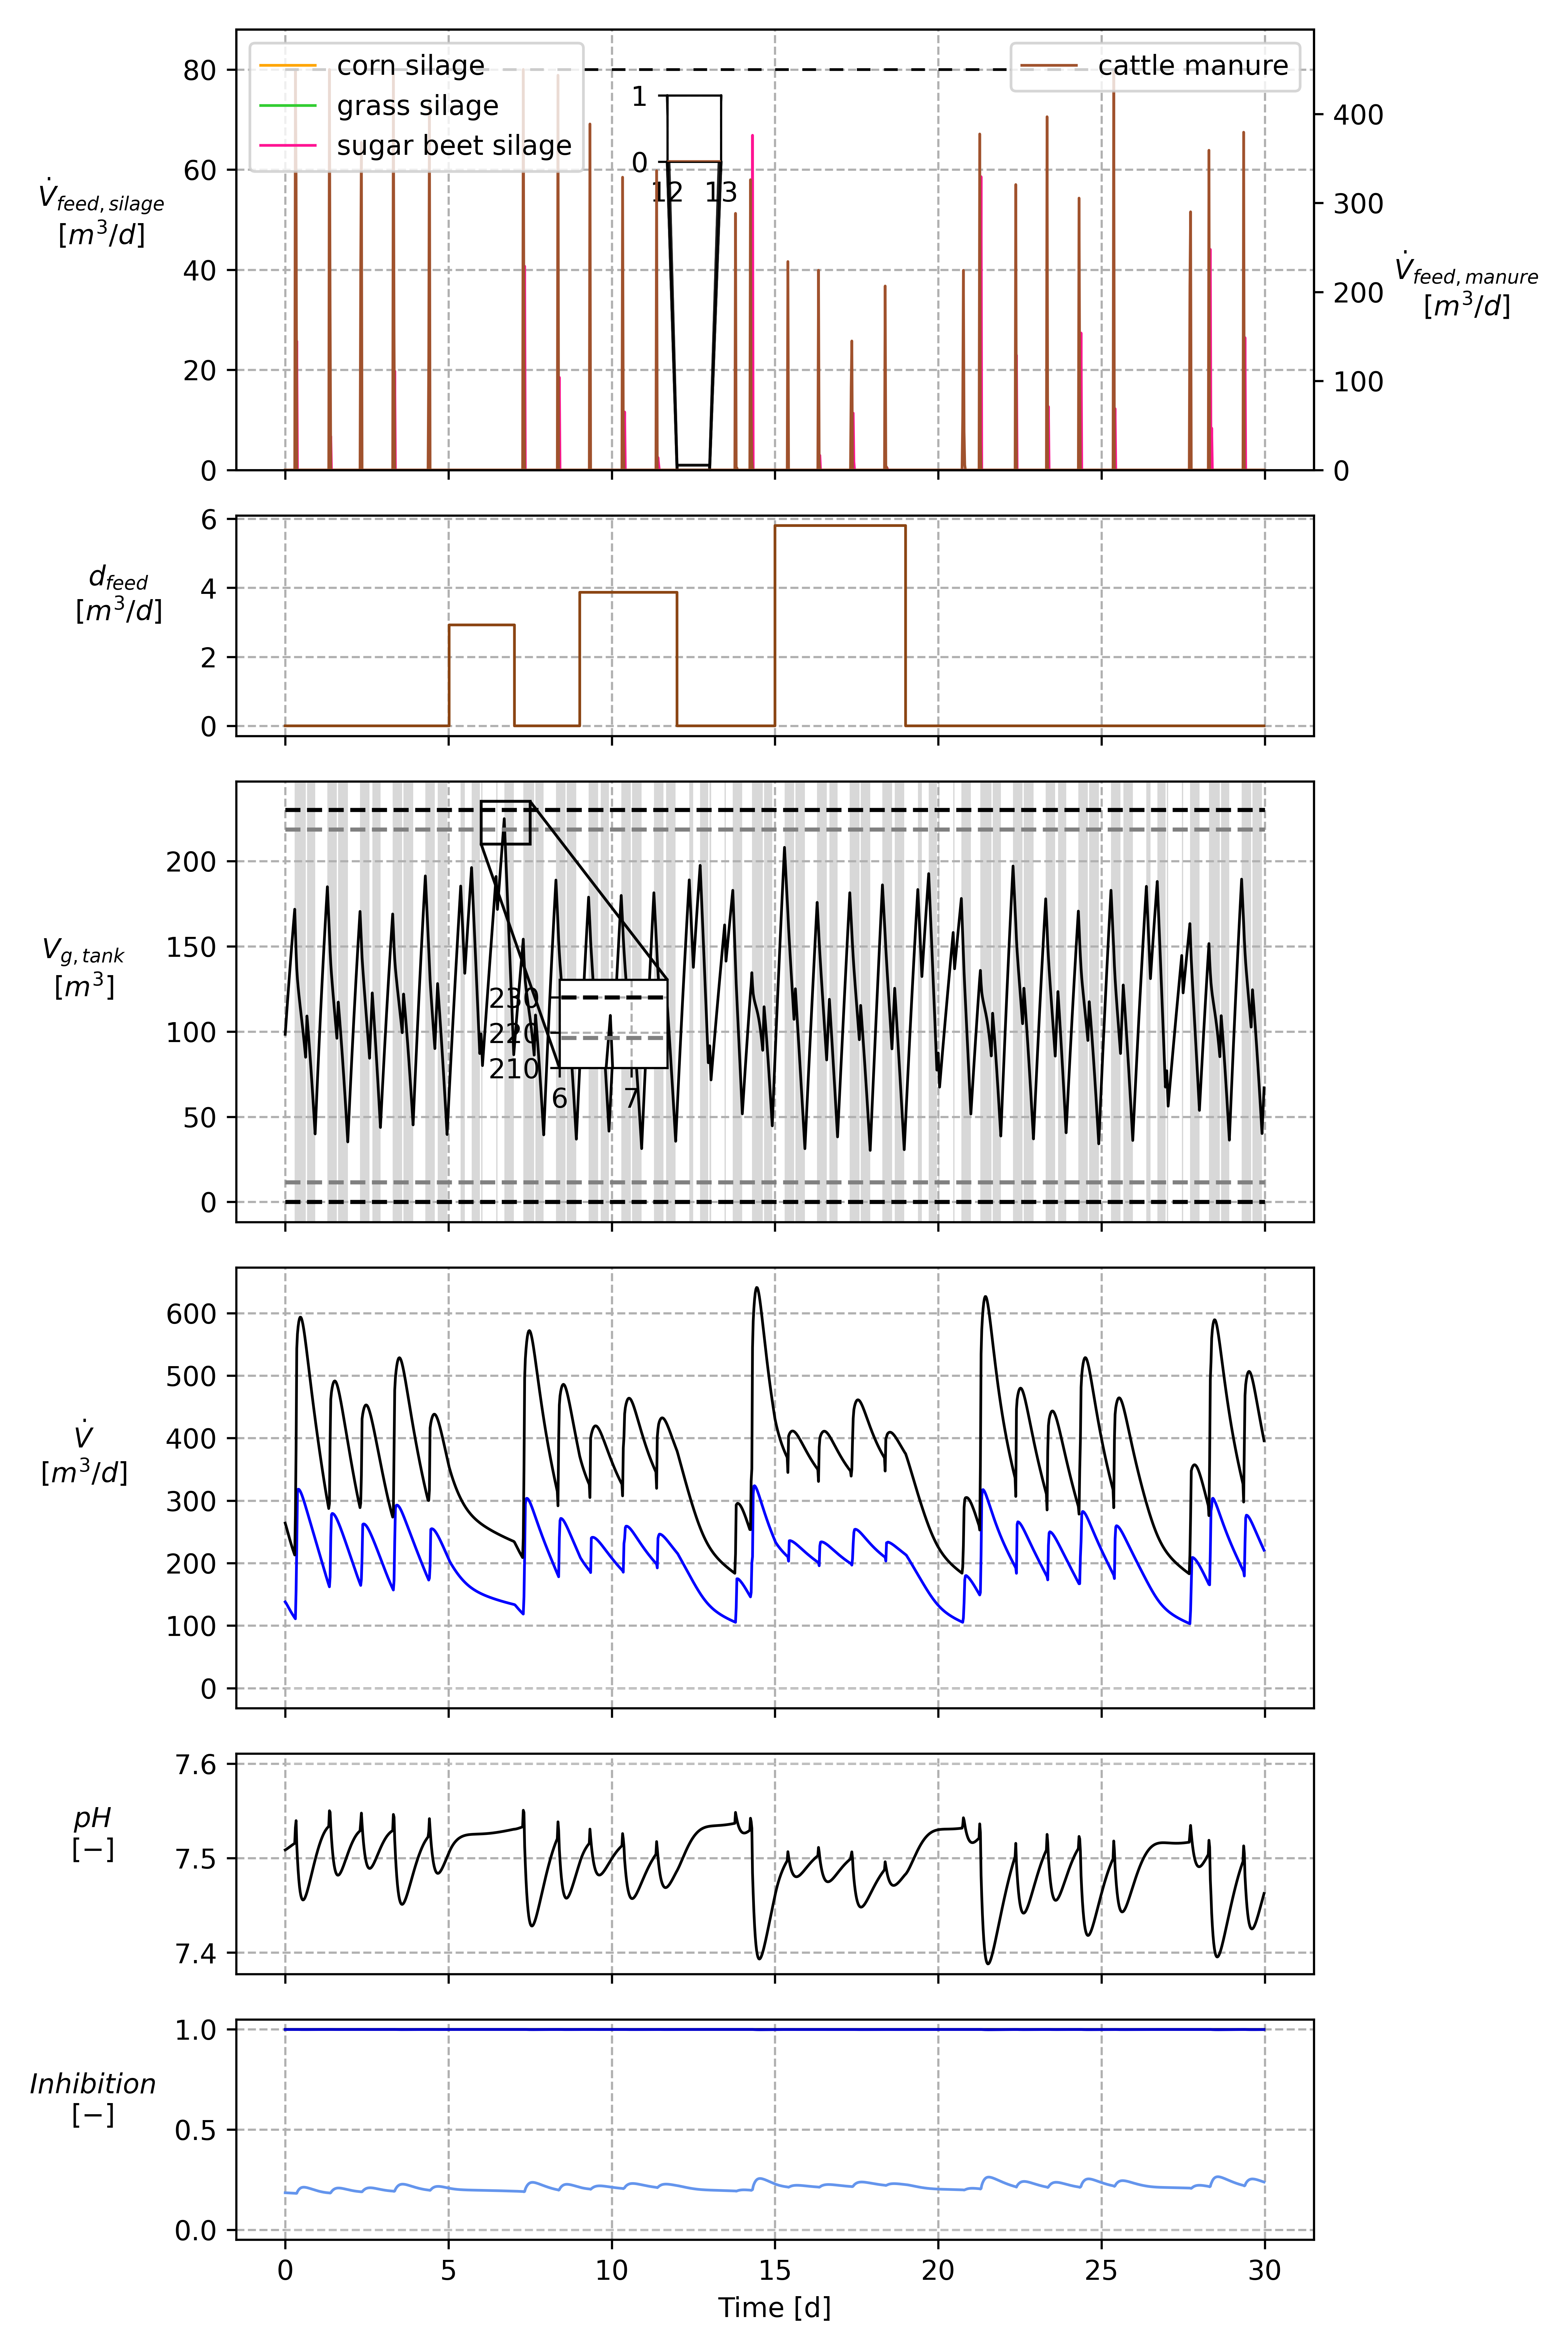 corn silage
grass silage
sugar beet silage
cattle manure
80
60
40
20
0
V̇feed, silage
[m³/d]
1
0
12 13
400
300
200
100
0
V̇feed, manure
[m³/d]
6
4
2
0
dfeed
[m³/d]
200
150
100
50
0
Vg, tank
[m³]
230
220
210
6 7
600
500
400
300
200
100
0
V̇
[m³/d]
7.6
7.5
7.4
pH
[−]
1.0
0.5
0.0
Inhibition
[−]
0 5 10 15 20 25 30
Time [d]